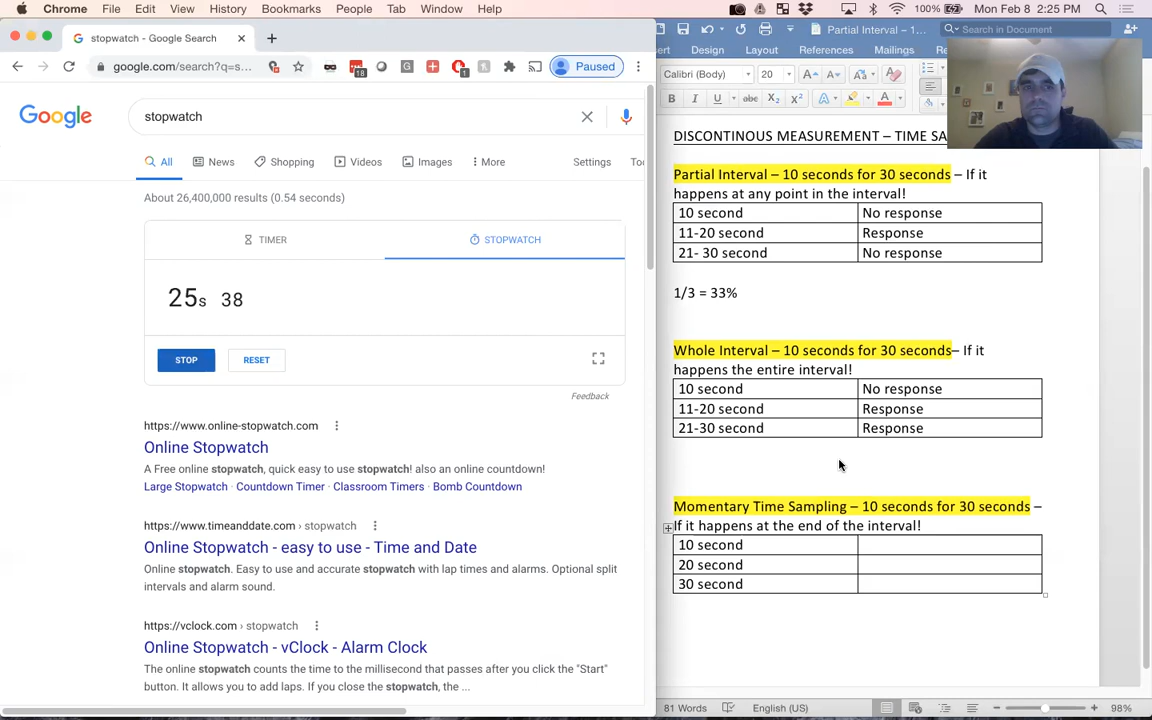 Chrome File Edit View History Bookmarks People Tab Window Help 100% Mon Feb 8 2:25 PM
stopwatch - Google Search
google.com/search?q=s... 18 1 Paused
Google stopwatch
All News Shopping Videos Images More Settings
About 26,400,000 results (0.54 seconds)
TIMER STOPWATCH
25s 38
STOP RESET
Feedback
https://www.online-stopwatch.com
Online Stopwatch
A Free online stopwatch, quick easy to use stopwatch! also an online countdown!
Large Stopwatch · Countdown Timer · Classroom Timers · Bomb Countdown
https://www.timeanddate.com › stopwatch
Online Stopwatch - easy to use - Time and Date
Online stopwatch. Easy to use and accurate stopwatch with lap times and alarms. Optional split
intervals and alarm sound.
https://vclock.com › stopwatch
Online Stopwatch - vClock - Alarm Clock
The online stopwatch counts the time to the millisecond that passes after you click the "Start"
button. It allows you to add laps. If you close the stopwatch, the ...
Partial Interval – 1... Search in Document
Design Layout References Mailings
Calibri (Body) 20
DISCONTINOUS MEASUREMENT – TIME SA
Partial Interval – 10 seconds for 30 seconds – If it
happens at any point in the interval!
10 second No response
11-20 second Response
21- 30 second No response
1/3 = 33%
Whole Interval – 10 seconds for 30 seconds– If it
happens the entire interval!
10 second No response
11-20 second Response
21-30 second Response
Momentary Time Sampling – 10 seconds for 30 seconds –
If it happens at the end of the interval!
10 second
20 second
30 second
81 Words English (US) 98%